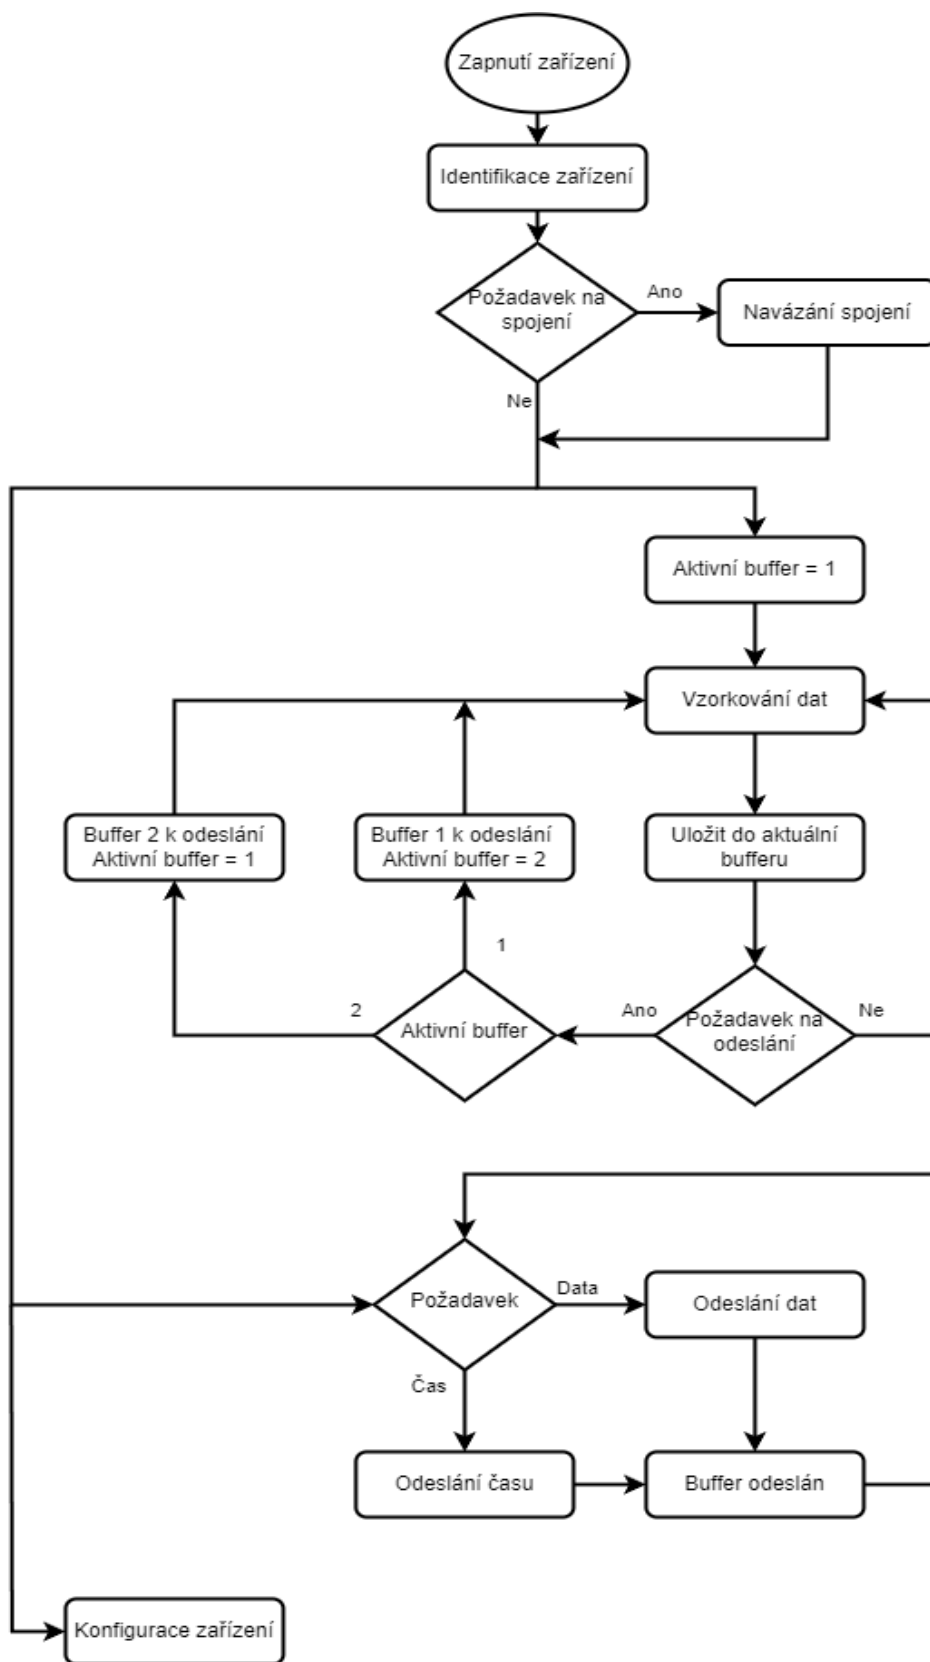 Zapnutí zařízení
Identifikace zařízení
Požadavek na
spojení
Ano
Navázání spojení
Ne
Aktivní buffer = 1
Vzorkování dat
Buffer 2 k odeslání
Aktivní buffer = 1
Buffer 1 k odeslání
Aktivní buffer = 2
Uložit do aktuální
bufferu
1
2
Aktivní buffer
Ano
Požadavek na
odeslání
Ne
Požadavek
Data
Odeslání dat
Čas
Odeslání času
Buffer odeslán
Konfigurace zařízení